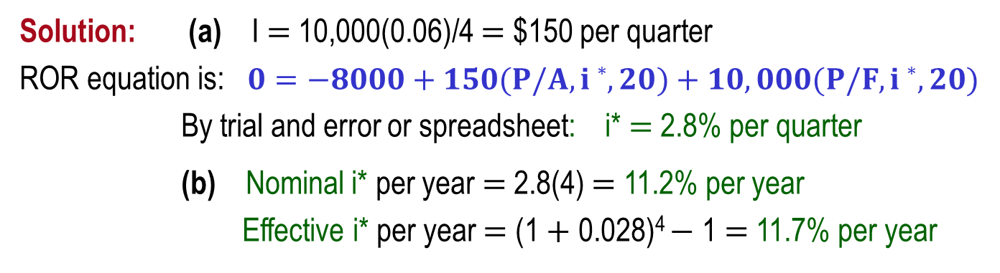 Solution: (a) I = 10,000(0.06)/4 = $150 per quarter
ROR equation is: 0 = −8000 + 150(P/A, i *, 20) + 10, 000(P/F, i *, 20)
By trial and error or spreadsheet: i* = 2.8% per quarter
(b) Nominal i* per year = 2.8(4) = 11.2% per year
Effective i* per year = (1 + 0.028)⁴ – 1 = 11.7% per year